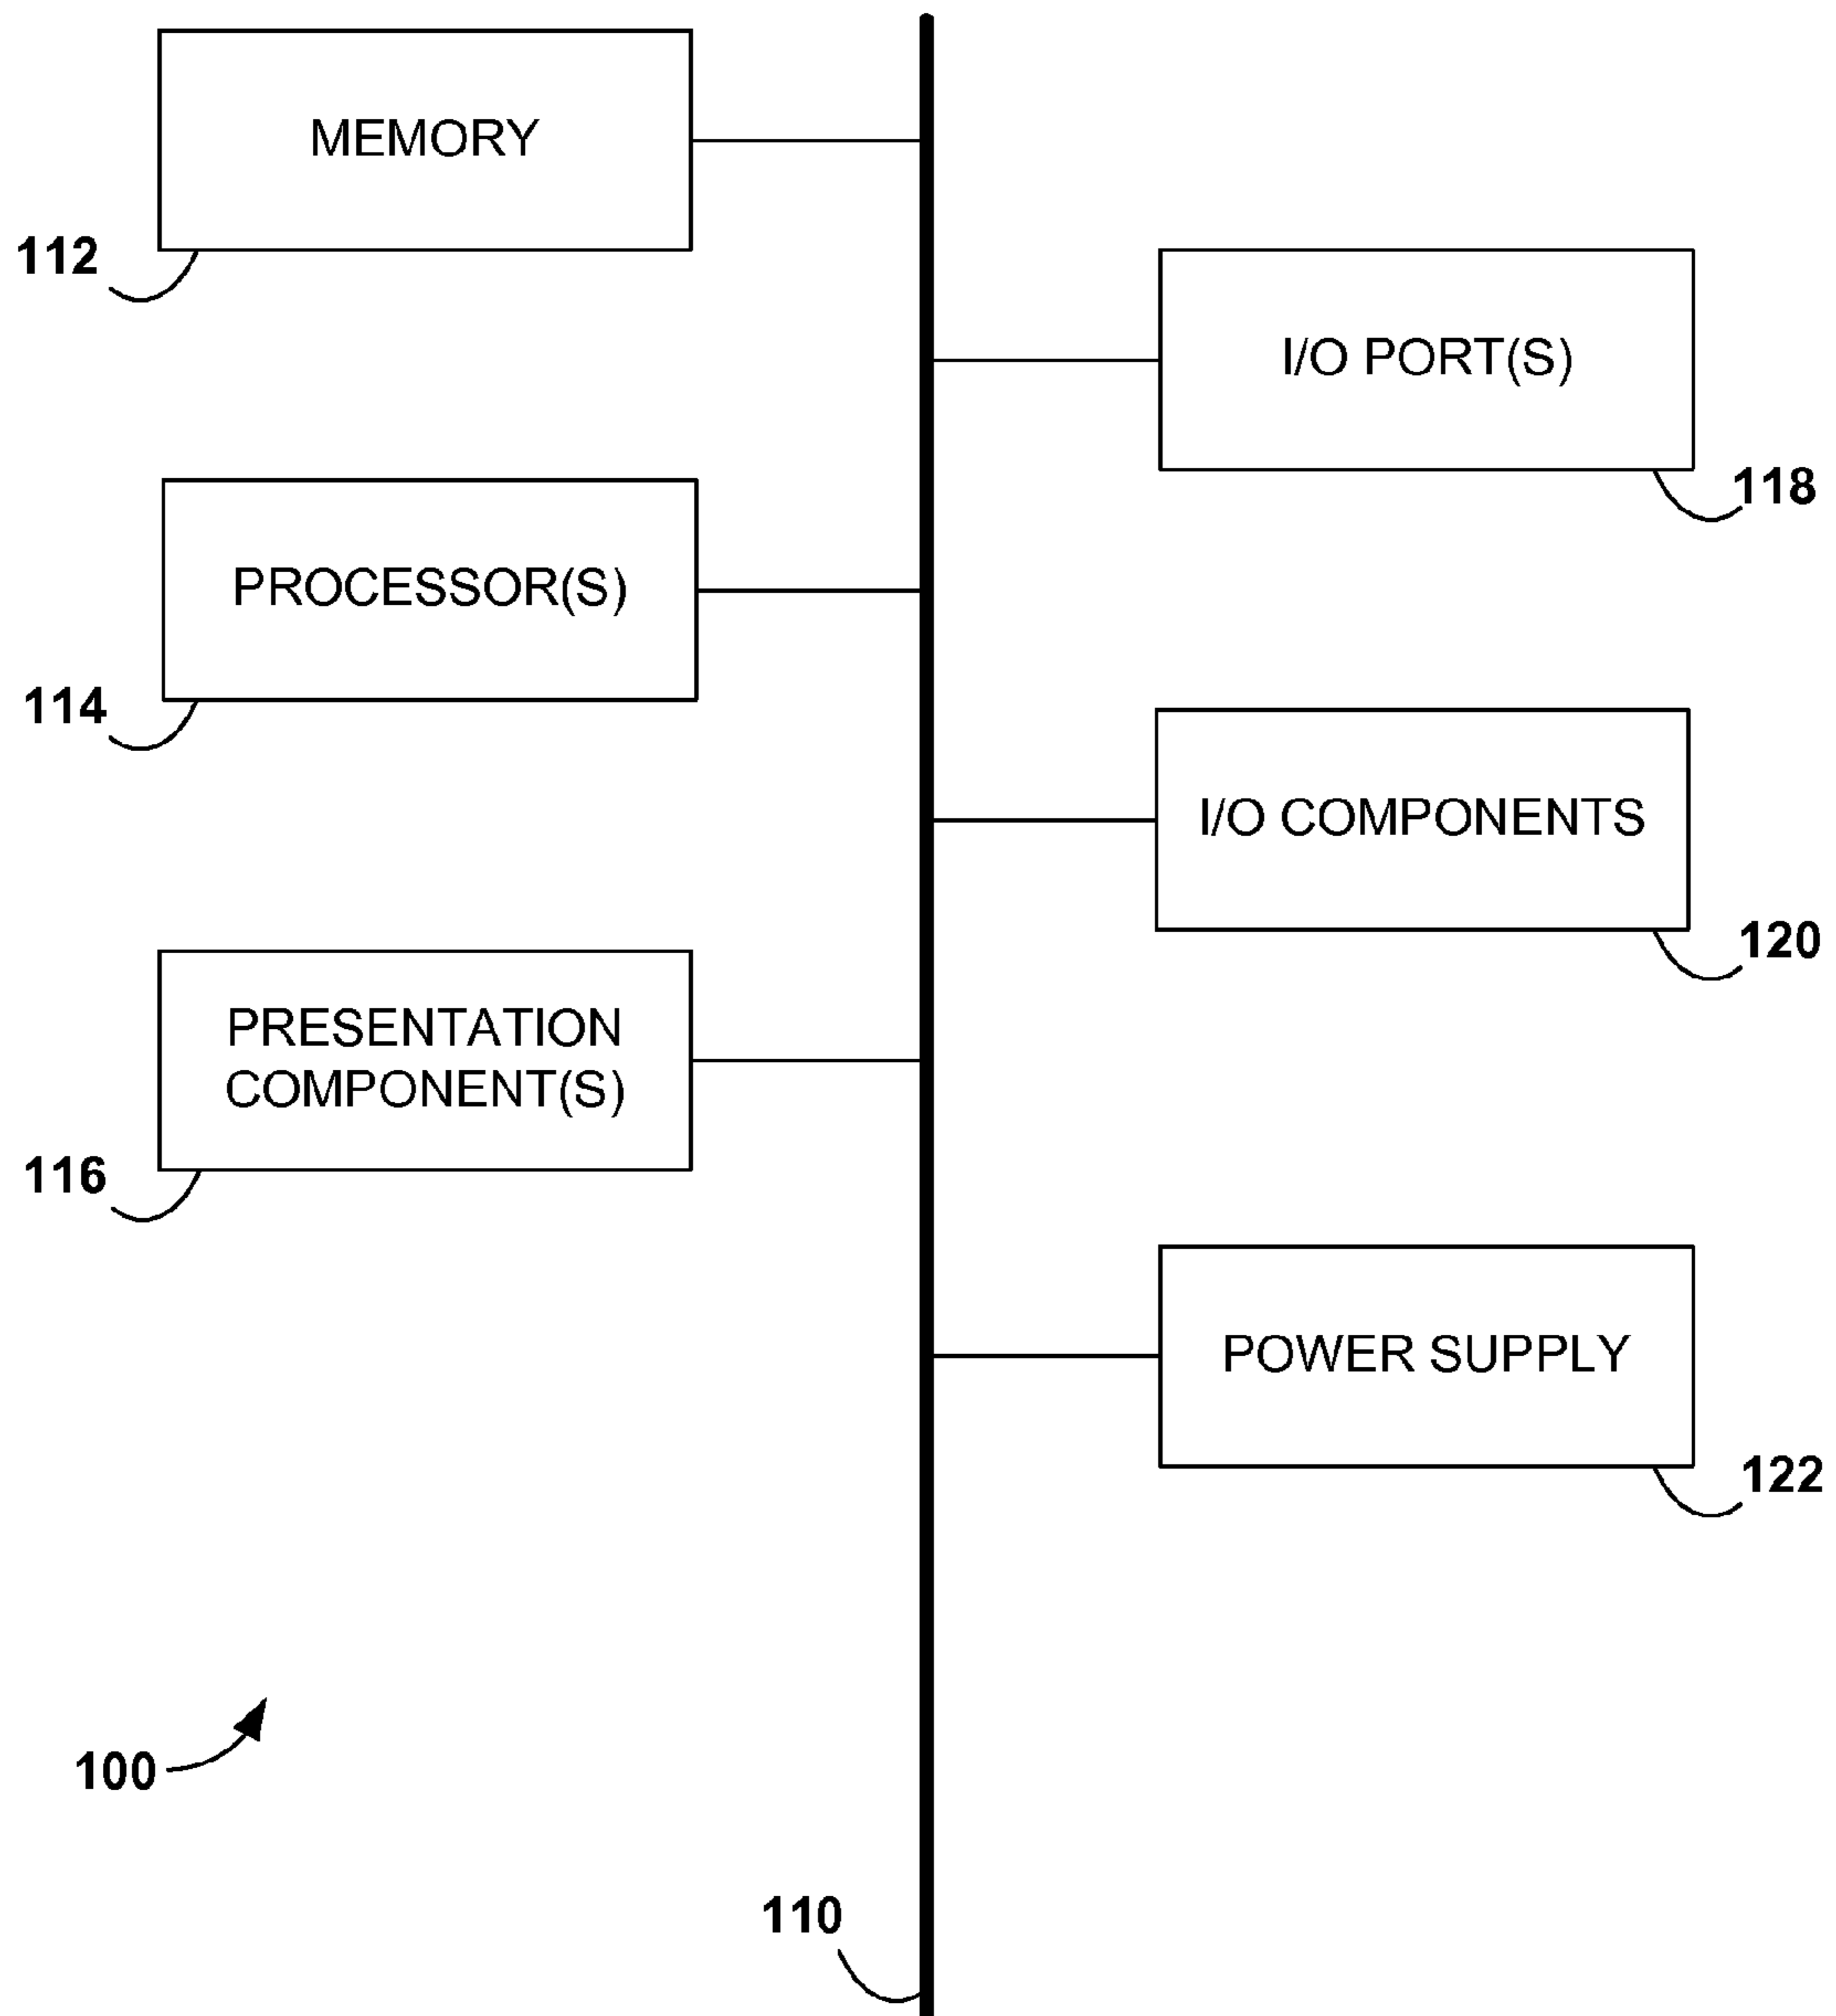 MEMORY
112
I/O PORT(S)
118
PROCESSOR(S)
114
I/O COMPONENTS
120
PRESENTATION
COMPONENT(S)
116
POWER SUPPLY
122
100
110